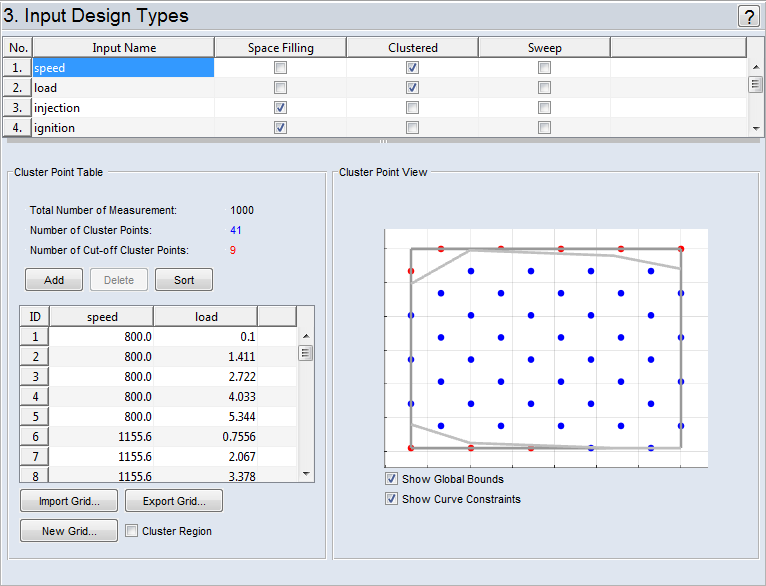 3. Input Design Types ?
No. Input Name Space Filling Clustered Sweep
1. speed
2. load
3. injection
4. ignition
Cluster Point Table
Total Number of Measurement: 1000
Number of Cluster Points: 41
Number of Cut-off Cluster Points: 9
Add Delete Sort
ID speed load
1 800.0 0.1
2 800.0 1.411
3 800.0 2.722
4 800.0 4.033
5 800.0 5.344
6 1155.6 0.7556
7 1155.6 2.067
8 1155.6 3.378
Import Grid... Export Grid...
New Grid... Cluster Region
Cluster Point View
Show Global Bounds
Show Curve Constraints